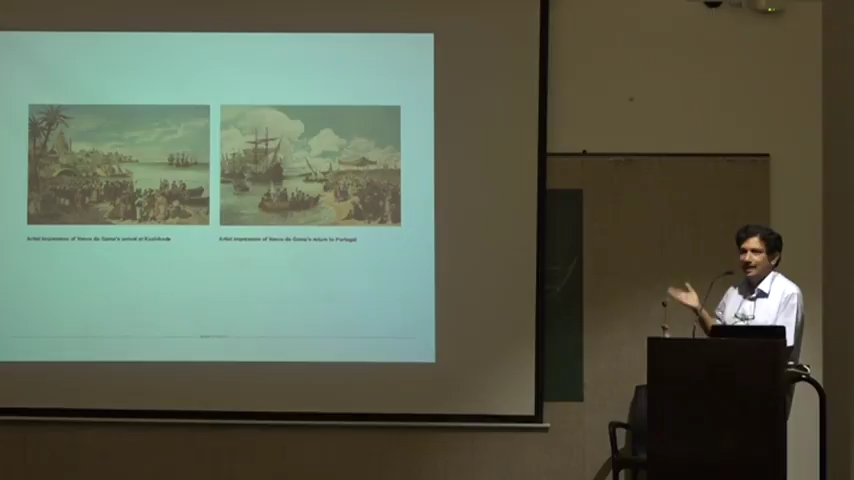 Artist impression of Vasco da Gama's arrival at Kozhikode
Artist impression of Vasco da Gama's return to Portugal